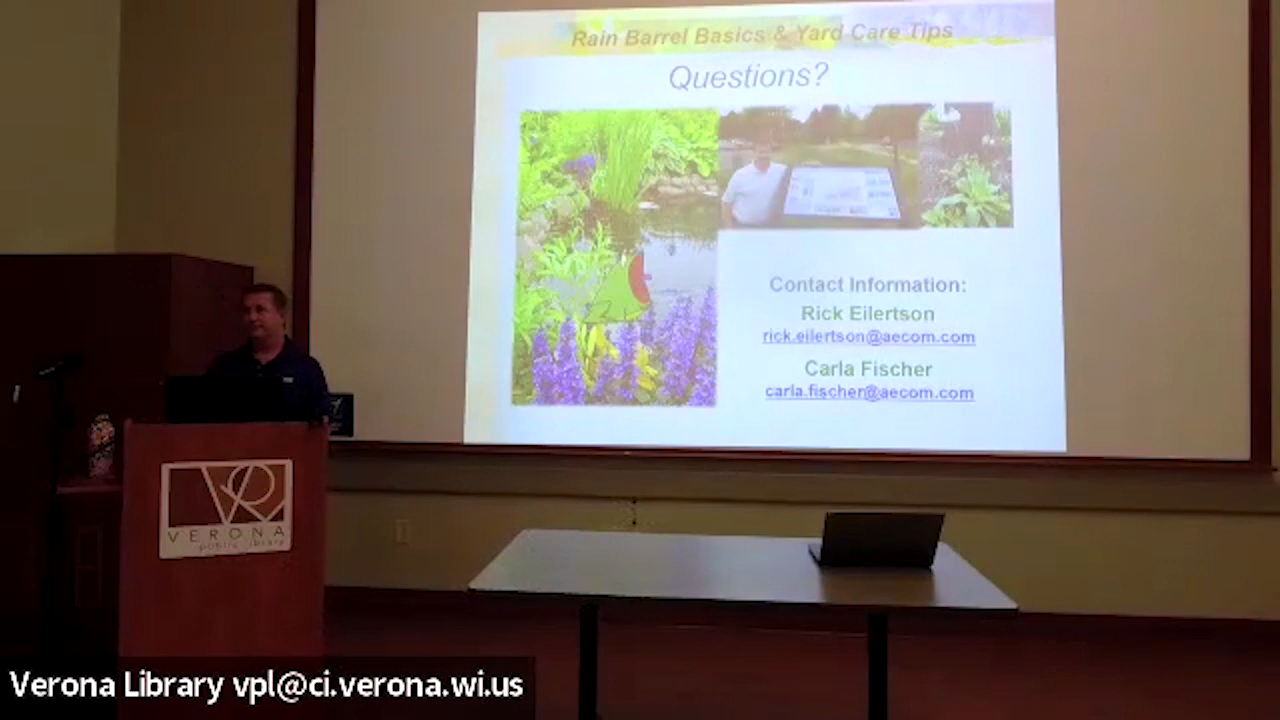 Rain Barrel Basics & Yard Care Tips
Questions?
Contact Information:
Rick Eilertson
rick.eilertson@aecom.com
Carla Fischer
carla.fischer@aecom.com
VERONA
public library
Verona Library vpl@ci.verona.wi.us